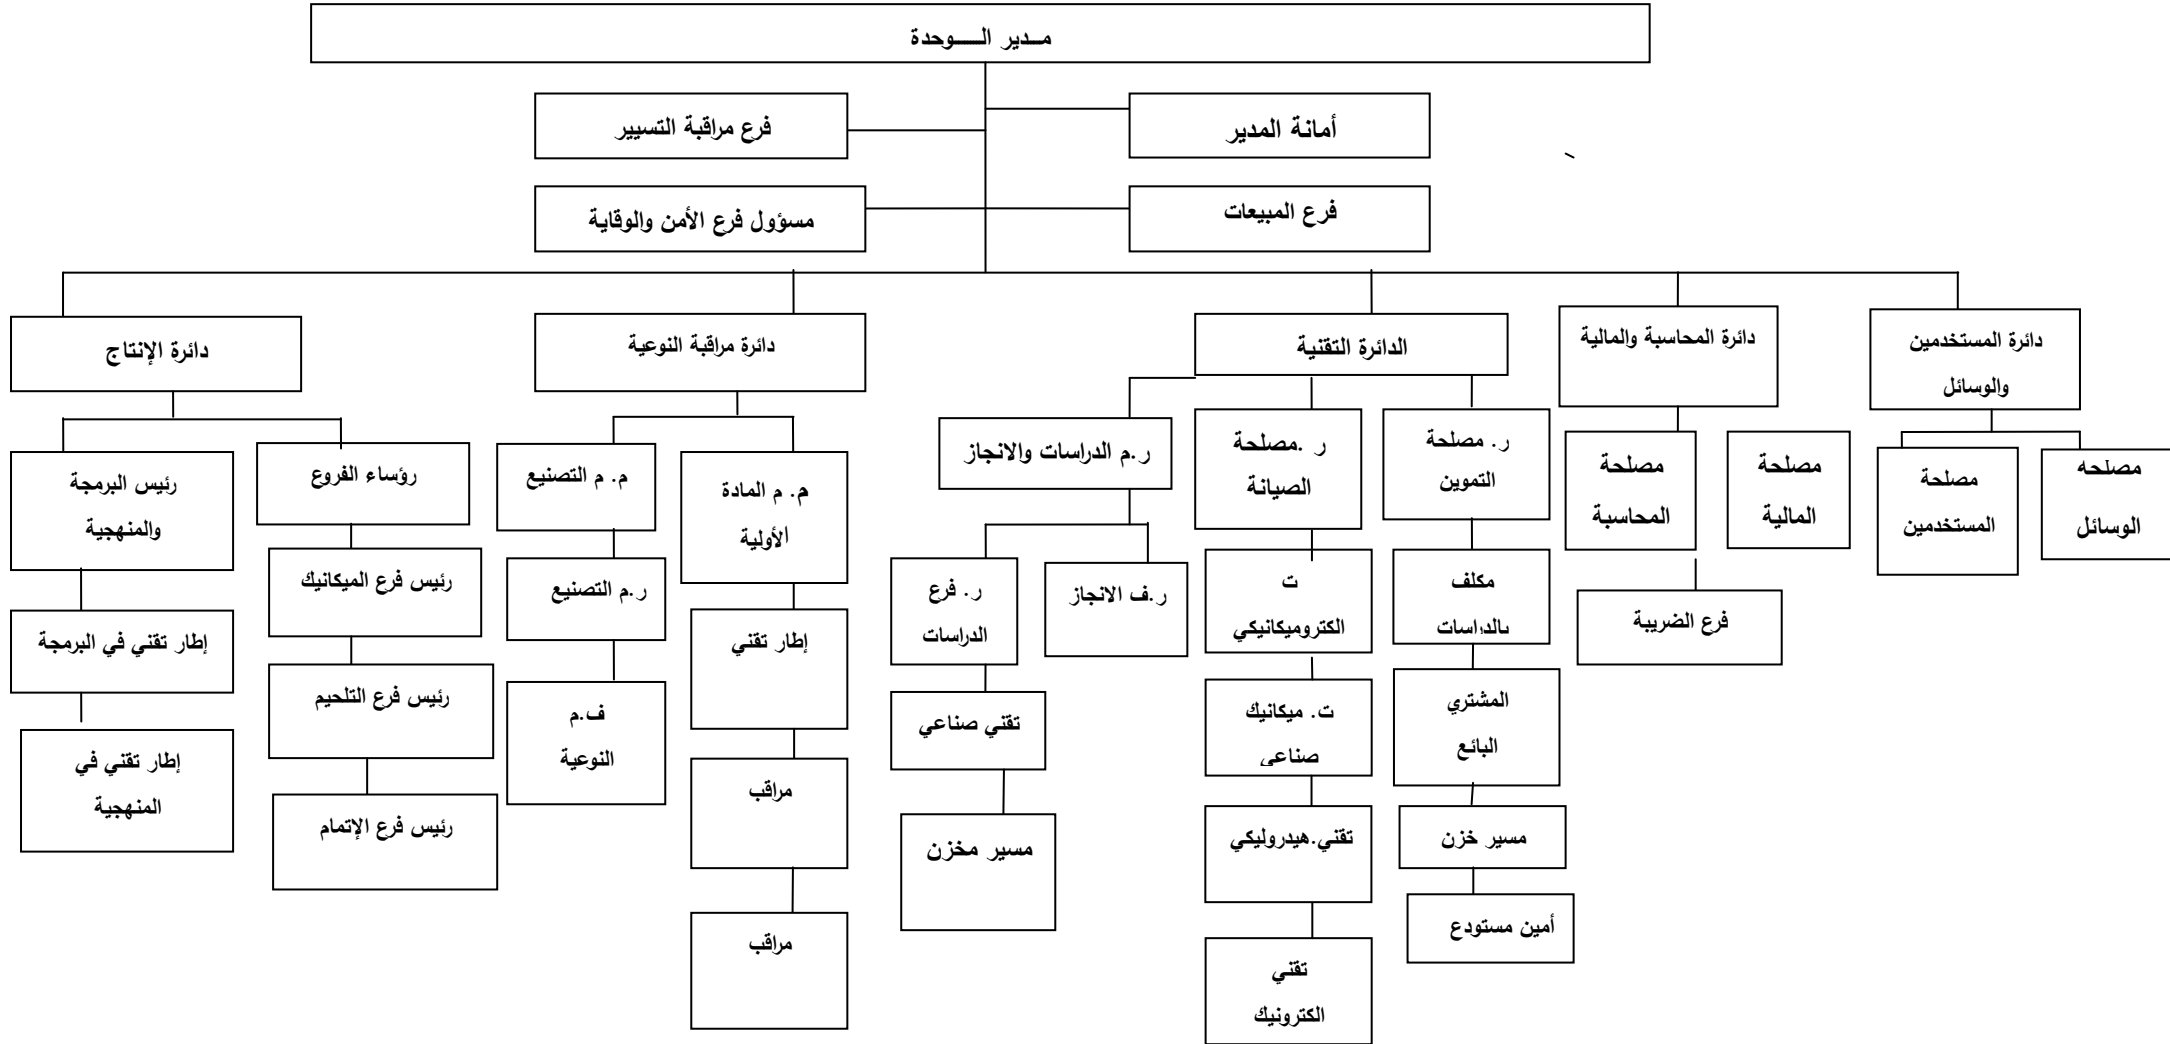 مـدير الـــوحدة
أمانة المدير
فرع مراقبة التسيير
فرع المبيعات
مسؤول فرع الأمن والوقاية
دائرة المستخدمين
والوسائل
دائرة المحاسبة والمالية
الدائرة التقنية
دائرة مراقبة النوعية
دائرة الإنتاج
مصلحه
الوسائل
مصلحة
المستخدمين
مصلحة
المالية
مصلحة
المحاسبة
فرع الضريبة
ر. مصلحة
التموين
مكلف
بالدراسات
المشتري
البائع
مسير خزن
أمين مستودع
ر .مصلحة
الصيانة
ت
الكتروميكانيكي
ت. ميكانيك
صناعي
تقني.هيدروليكي
تقني
الكترونيك
ر.م الدراسات والانجاز
ر.ف الانجاز
ر. فرع
الدراسات
تقني صناعي
مسير مخزن
م. م المادة
الأولية
إطار تقني
مراقب
مراقب
م. م التصنيع
ر.م التصنيع
ف.م
النوعية
رؤساء الفروع
رئيس فرع الميكانيك
رئيس فرع التلحيم
رئيس فرع الإتمام
رئيس البرمجة
والمنهجية
إطار تقني في البرمجة
إطار تقني في
المنهجية